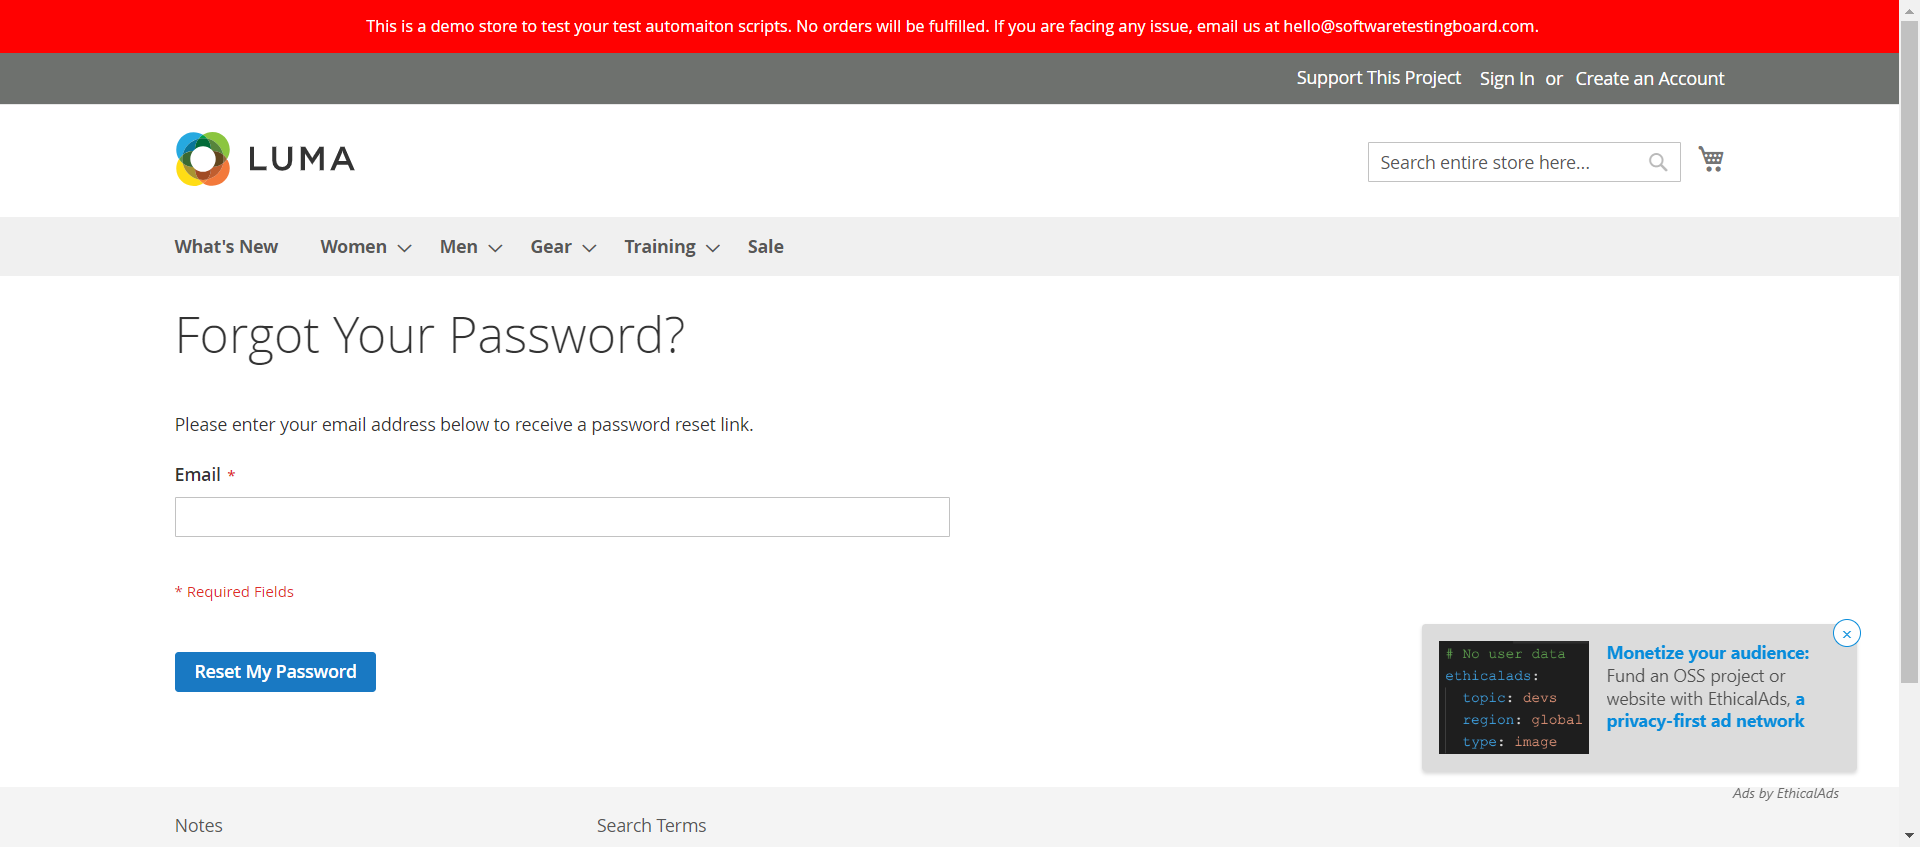 This is a demo store to test your test automaiton scripts. No orders will be fulfilled. If you are facing any issue, email us at hello@softwaretestingboard.com.
Support This Project Sign In or Create an Account
LUMA
Search entire store here...
What's New Women Men Gear Training Sale
Forgot Your Password?
Please enter your email address below to receive a password reset link.
Email *
* Required Fields
Reset My Password
# No user data
ethicalads:
topic: devs
region: global
type: image
Monetize your audience:
Fund an OSS project or
website with EthicalAds, a
privacy-first ad network
×
Ads by EthicalAds
Notes
Search Terms